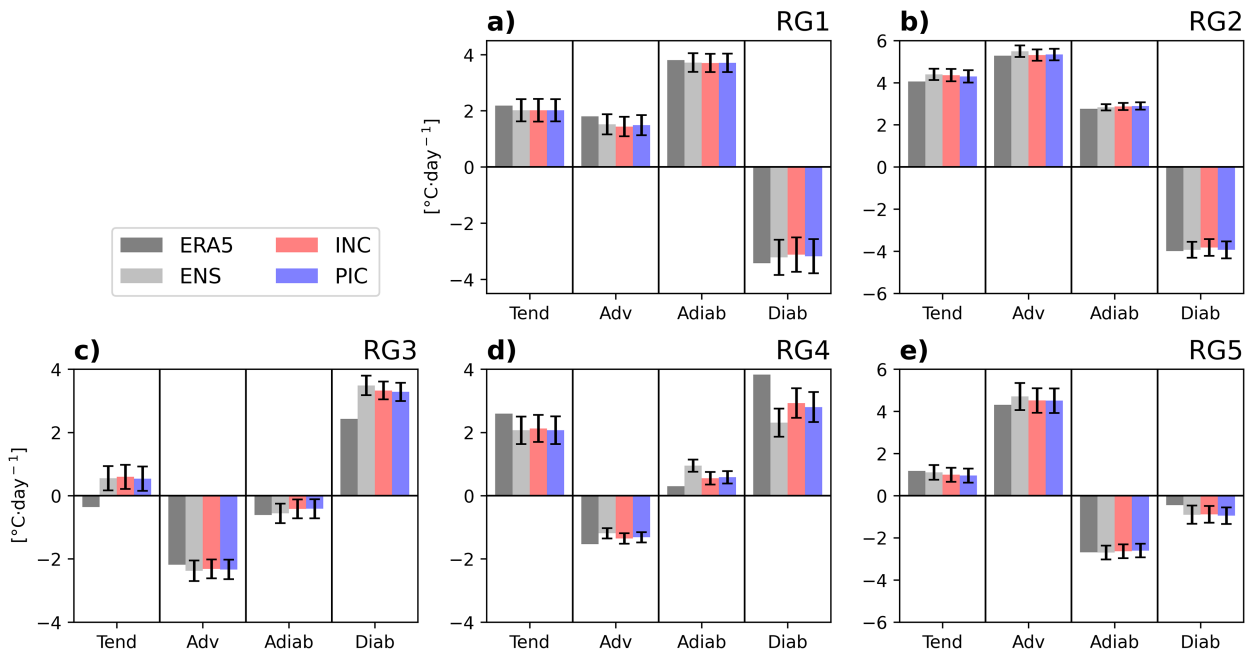 a) RG1
b) RG2
[°C·day⁻¹]
4
2
0
−2
−4
Tend Adv Adiab Diab
6
4
2
0
−2
−4
−6
Tend Adv Adiab Diab
ERA5 INC
ENS PIC
c) RG3
d) RG4
e) RG5
[°C·day⁻¹]
4
2
0
−2
−4
Tend Adv Adiab Diab
4
2
0
−2
−4
Tend Adv Adiab Diab
6
4
2
0
−2
−4
−6
Tend Adv Adiab Diab